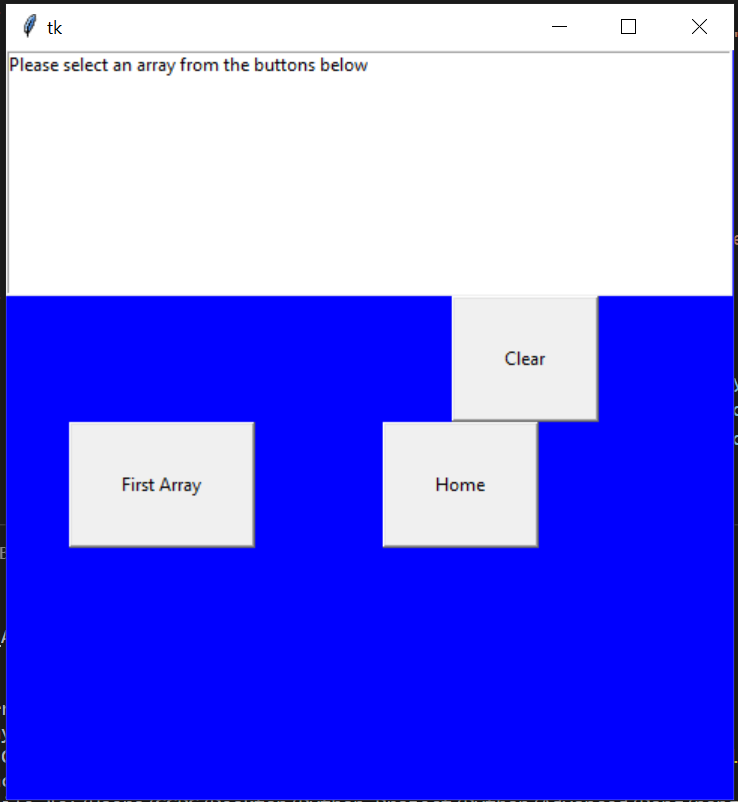 tk
Please select an array from the buttons below
Clear
First Array
Home